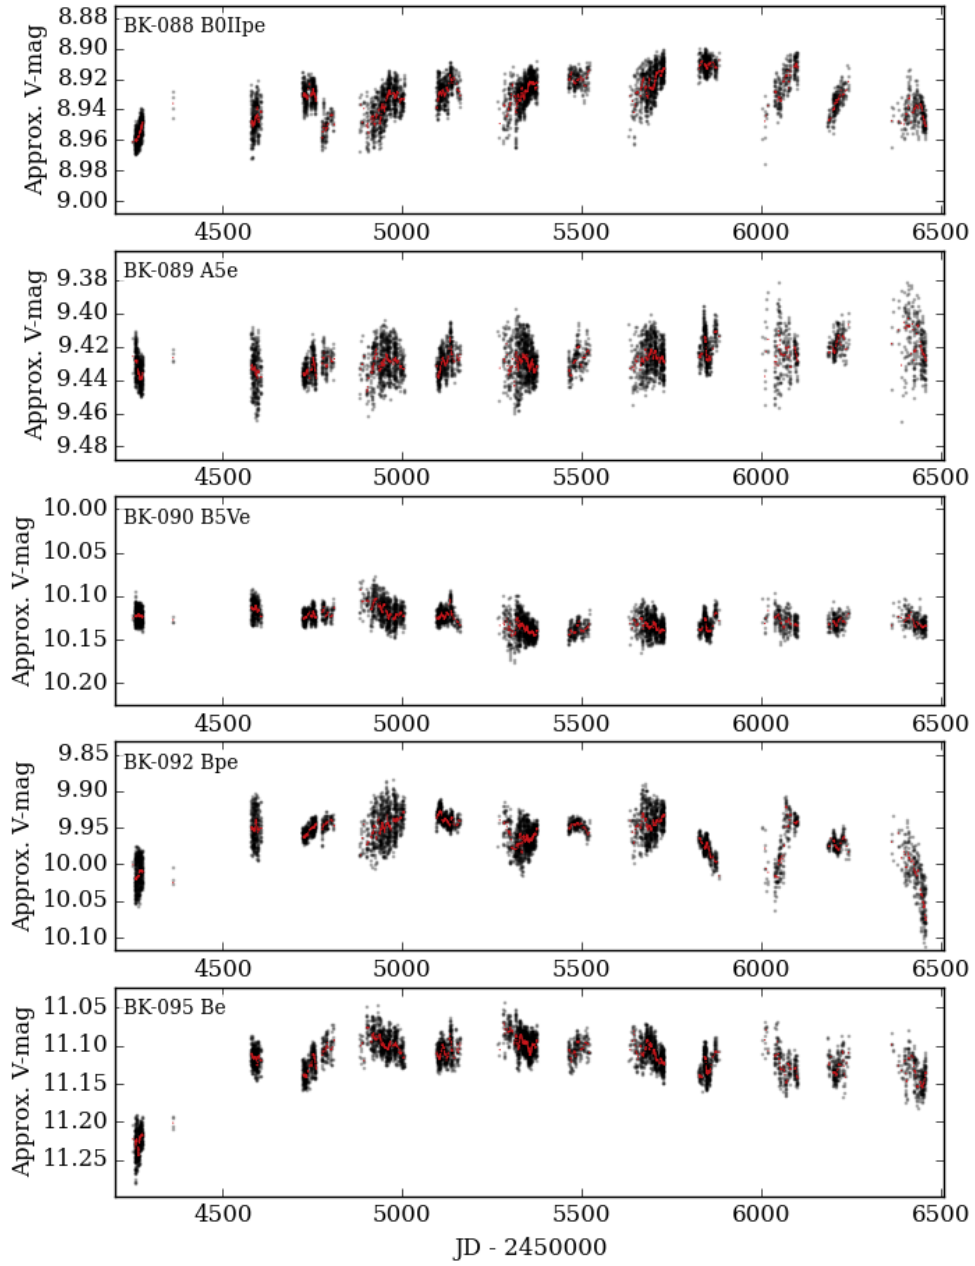 BK-088 B0IIpe
Approx. V-mag
8.88
8.90
8.92
8.94
8.96
8.98
9.00
4500 5000 5500 6000 6500
BK-089 A5e
Approx. V-mag
9.38
9.40
9.42
9.44
9.46
9.48
4500 5000 5500 6000 6500
BK-090 B5Ve
Approx. V-mag
10.00
10.05
10.10
10.15
10.20
4500 5000 5500 6000 6500
BK-092 Bpe
Approx. V-mag
9.85
9.90
9.95
10.00
10.05
10.10
4500 5000 5500 6000 6500
BK-095 Be
Approx. V-mag
11.05
11.10
11.15
11.20
11.25
4500 5000 5500 6000 6500
JD - 2450000